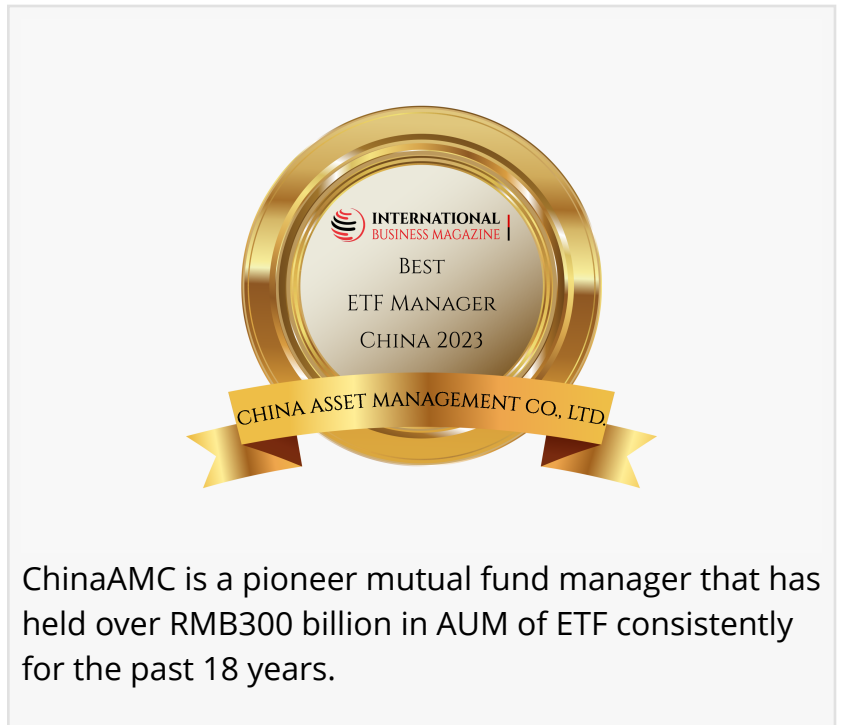 INTERNATIONAL
BUSINESS MAGAZINE
BEST
ETF MANAGER
CHINA 2023
CHINA ASSET MANAGEMENT CO., LTD.
ChinaAMC is a pioneer mutual fund manager that has
held over RMB300 billion in AUM of ETF consistently
for the past 18 years.